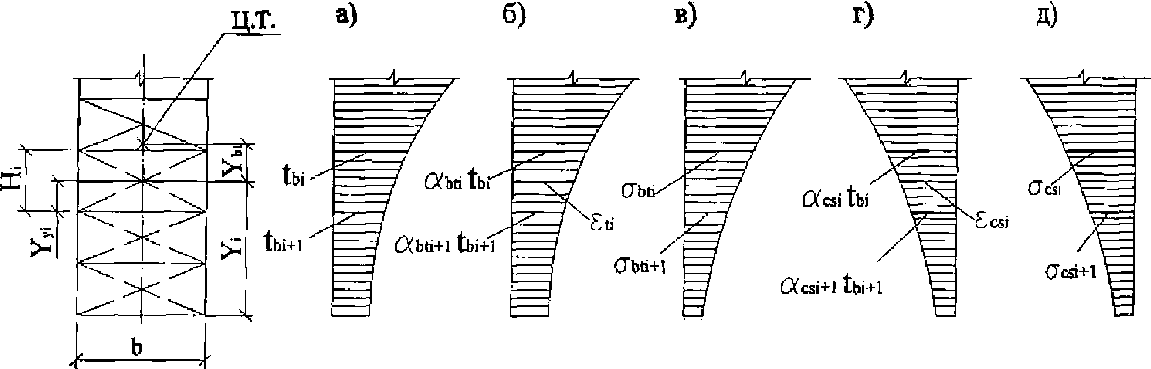 Ц.Т.
а)
б)
в)
г)
д)
Hi
Yyi
Ybi
Yi
b
tbi
tbi+1
αbti tbi
εti
αbti+1 tbi+1
σbti
σbti+1
αcsi tbi
εcsi
αcsi+1 tbi+1
σcsi
σcsi+1